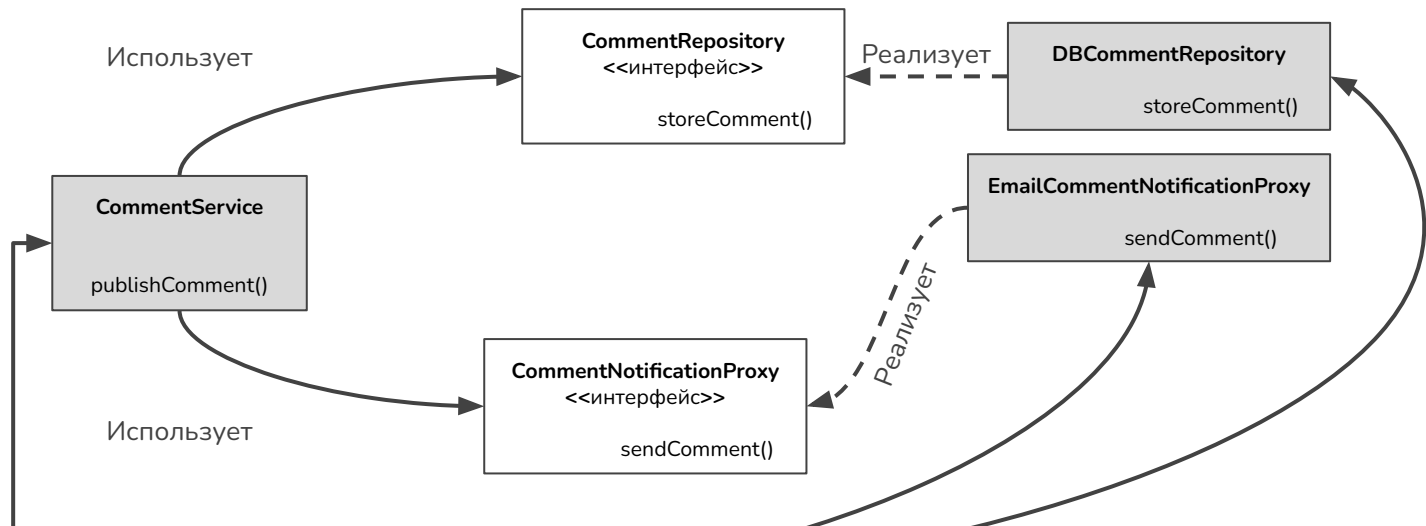 Использует
CommentRepository
<<интерфейс>>
storeComment()
Реализует
DBCommentRepository
storeComment()
CommentService
publishComment()
EmailCommentNotificationProxy
sendComment()
Реализует
CommentNotificationProxy
<<интерфейс>>
sendComment()
Использует